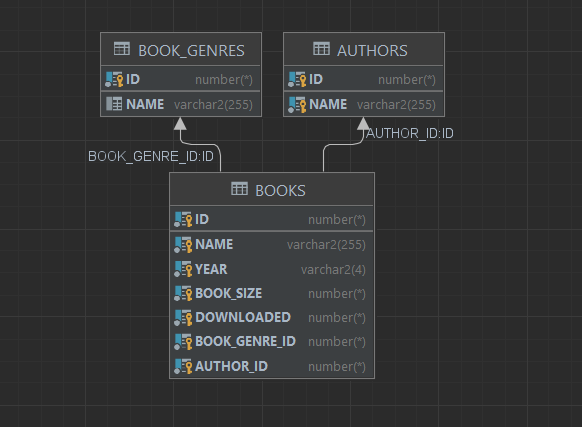 BOOK_GENRES
ID number(*)
NAME varchar2(255)
AUTHORS
ID number(*)
NAME varchar2(255)
AUTHOR_ID:ID
BOOK_GENRE_ID:ID
BOOKS
ID number(*)
NAME varchar2(255)
YEAR varchar2(4)
BOOK_SIZE number(*)
DOWNLOADED number(*)
BOOK_GENRE_ID number(*)
AUTHOR_ID number(*)